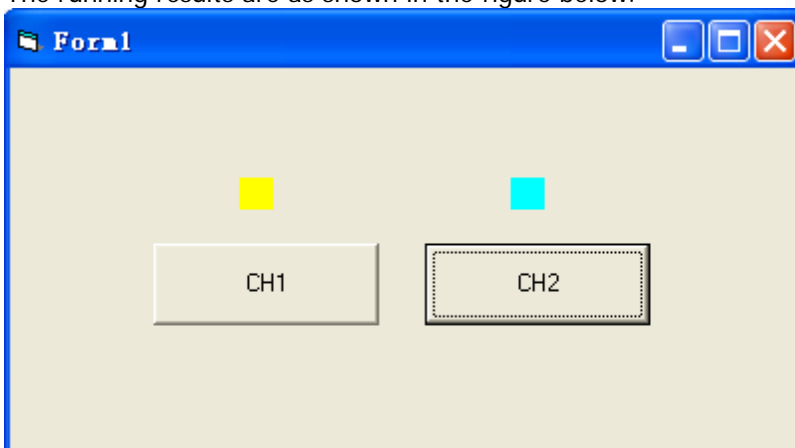 The running results are as shown in the figure below:
Form1
CH1
CH2